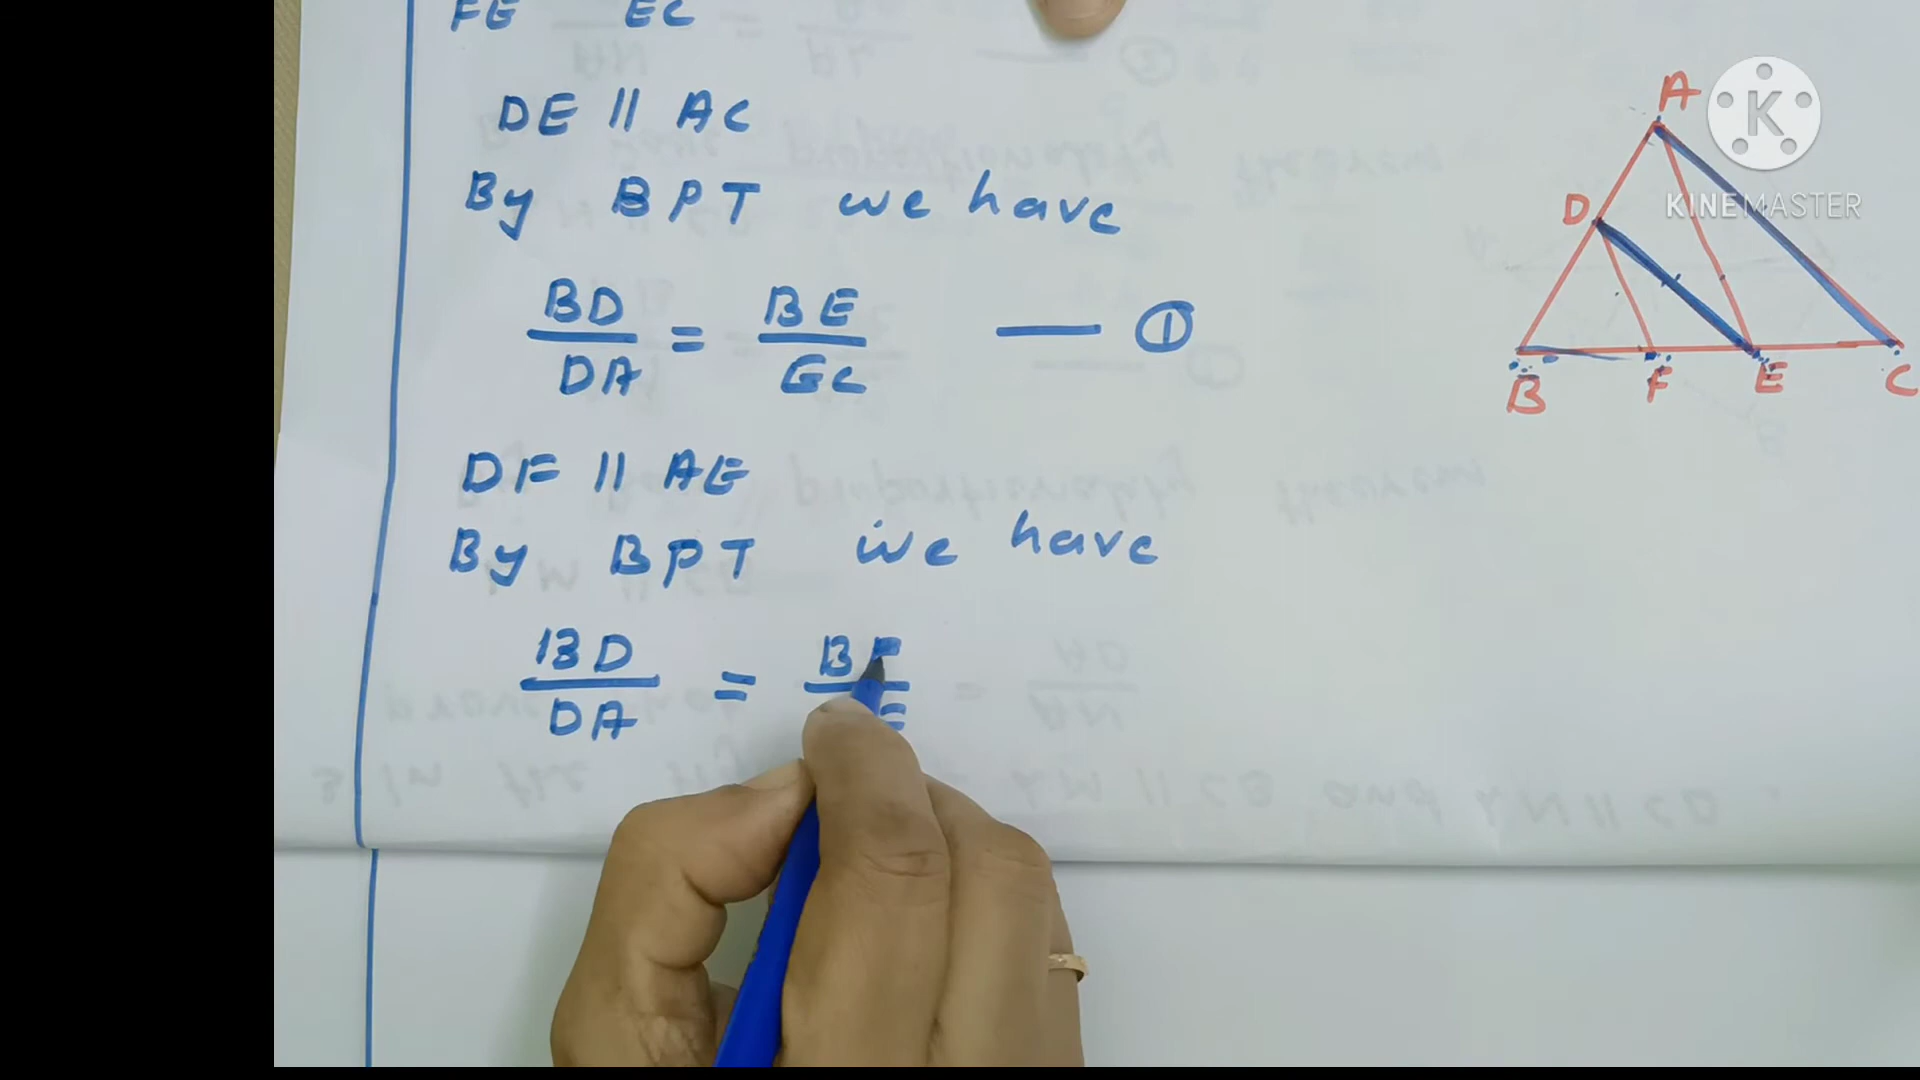 FE EC
DE || AC
By BPT we have
BD/DA = BE/EC — ①
DF || AE
By BPT we have
BD/DA = BF/E
A
D
B F E C
K
KINEMASTER